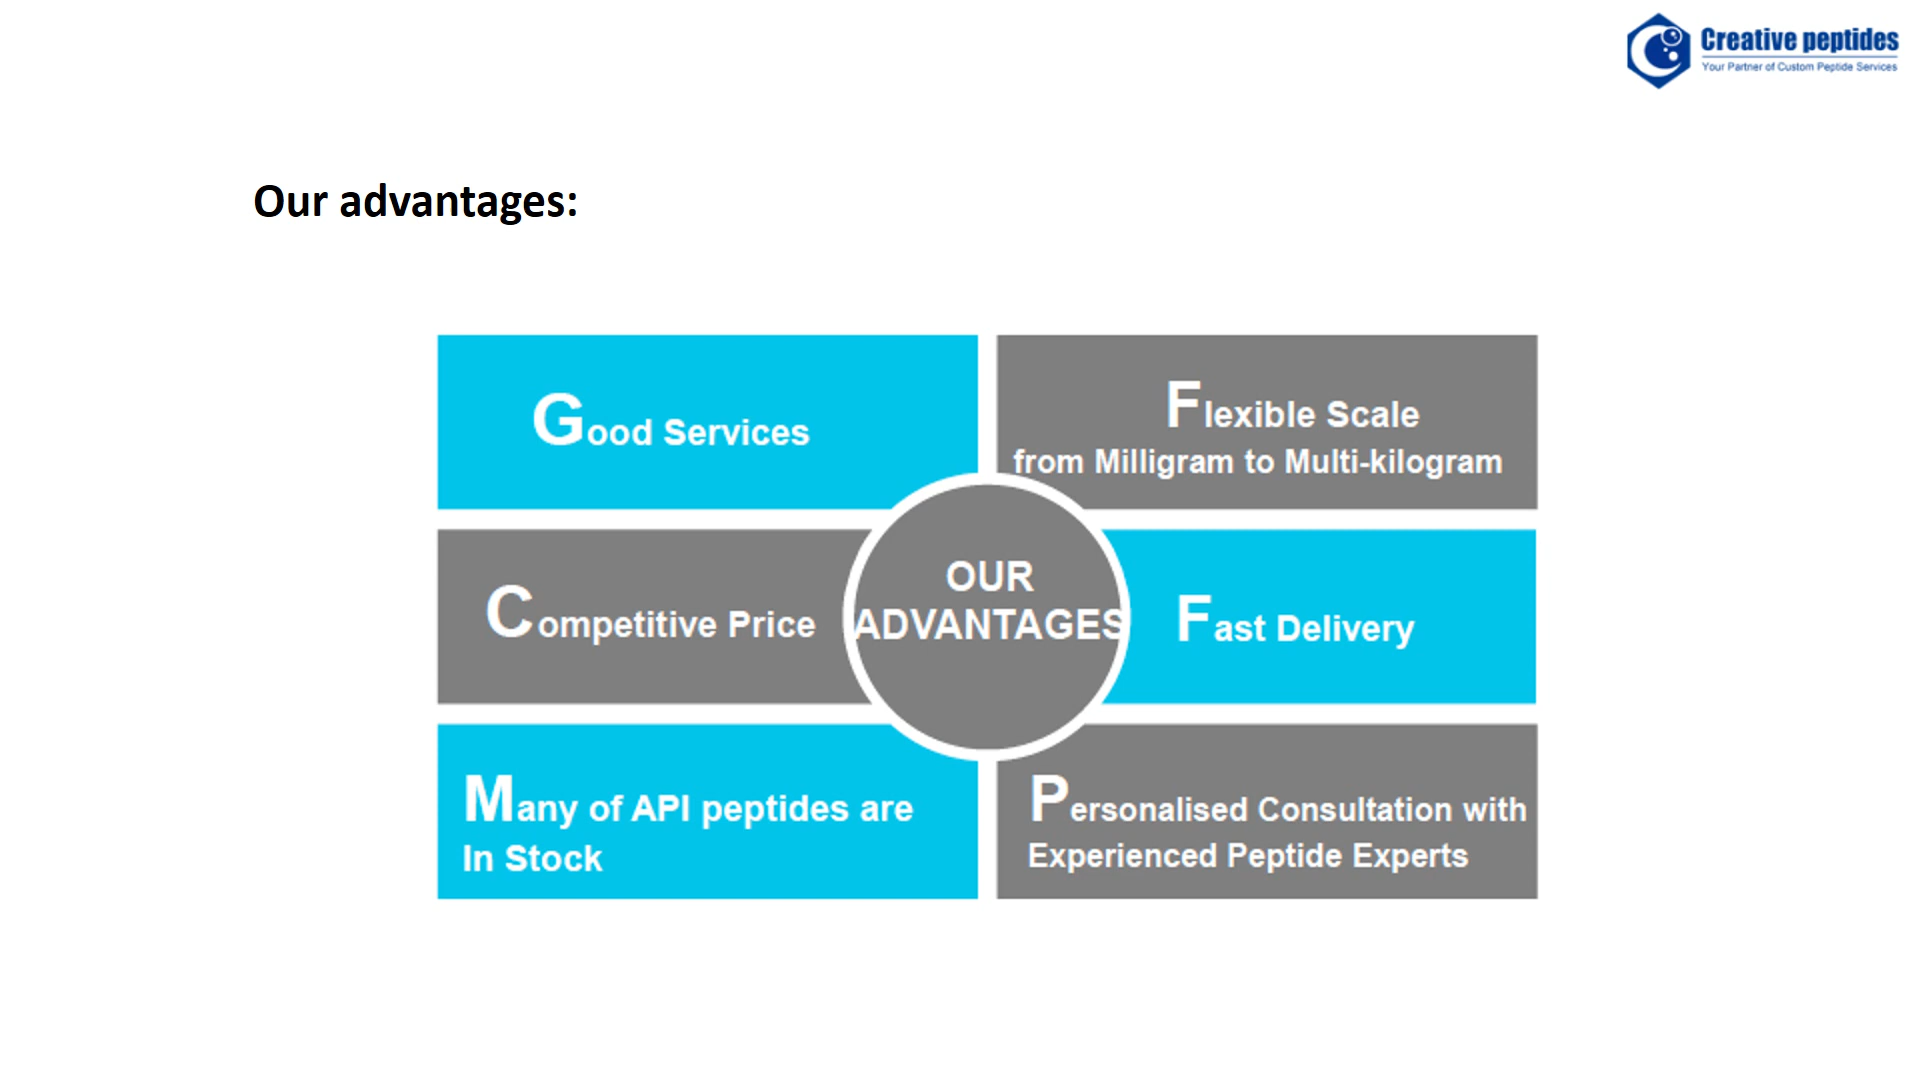 Creative peptides
Your Partner of Custom Peptide Services
Our advantages:
Good Services
Flexible Scale
from Milligram to Multi-kilogram
Competitive Price
OUR
ADVANTAGES
Fast Delivery
Many of API peptides are
In Stock
Personalised Consultation with
Experienced Peptide Experts